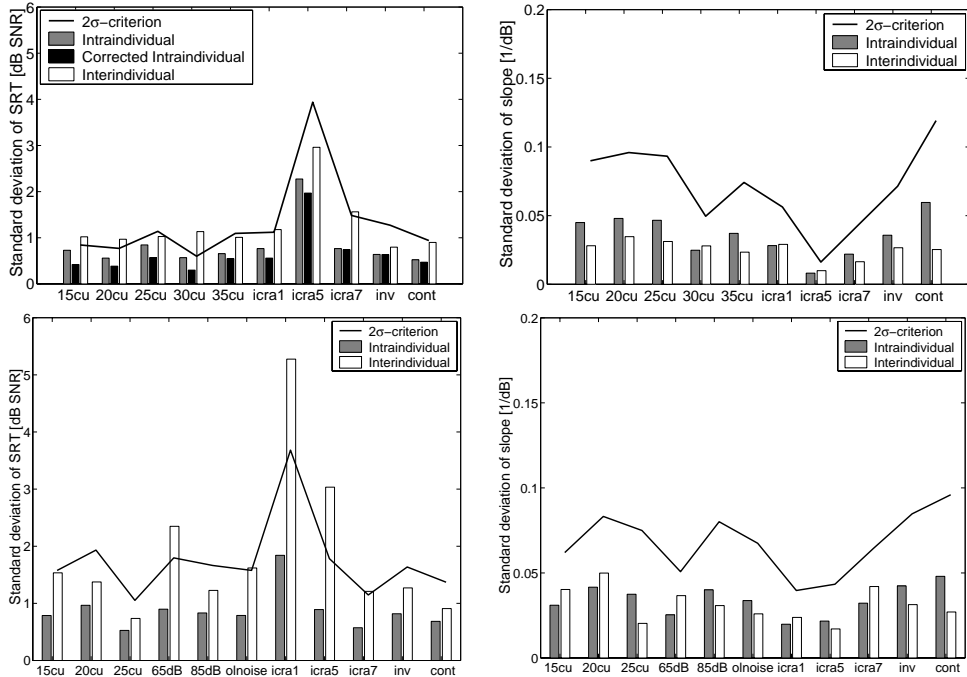 Standard deviation of SRT [dB SNR]
6
5
4
3
2
1
0
2σ−criterion
Intraindividual
Corrected Intraindividual
Interindividual
15cu 20cu 25cu 30cu 35cu icra1 icra5 icra7 inv cont
Standard deviation of slope [1/dB]
0.2
0.15
0.1
0.05
0
2σ−criterion
Intraindividual
Interindividual
15cu 20cu 25cu 30cu 35cu icra1 icra5 icra7 inv cont
Standard deviation of SRT [dB SNR]
6
5
4
3
2
1
0
2σ−criterion
Intraindividual
Interindividual
15cu 20cu 25cu 65dB 85dB olnoise icra1 icra5 icra7 inv cont
Standard deviation of slope [1/dB]
0.2
0.15
0.1
0.05
0
2σ−criterion
Intraindividual
Interindividual
15cu 20cu 25cu 65dB 85dB olnoise icra1 icra5 icra7 inv cont